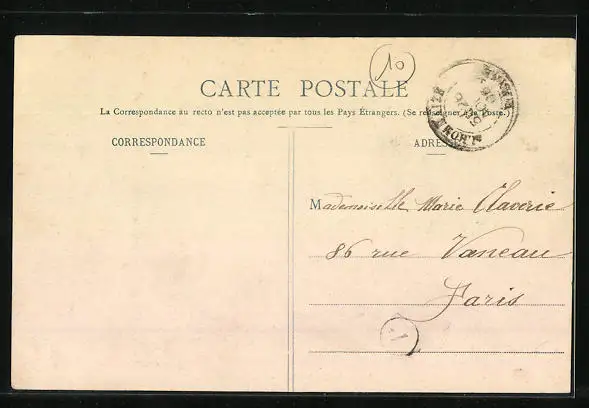 10
CARTE POSTALE
La Correspondance au recto n'est pas acceptée par tous les Pays Étrangers. (Se renseigner à la Poste.)
CORRESPONDANCE
ADRESSE
Mademoiselle Marie Claverie
86 rue Vaneau
Paris